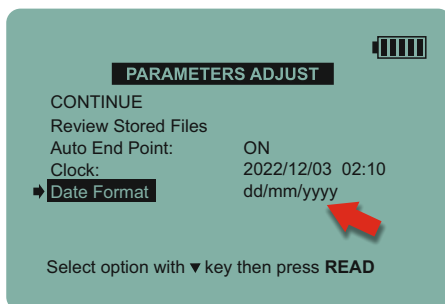 PARAMETERS ADJUST
CONTINUE
Review Stored Files
Auto End Point: ON
Clock: 2022/12/03 02:10
Date Format dd/mm/yyyy
Select option with ▼ key then press READ